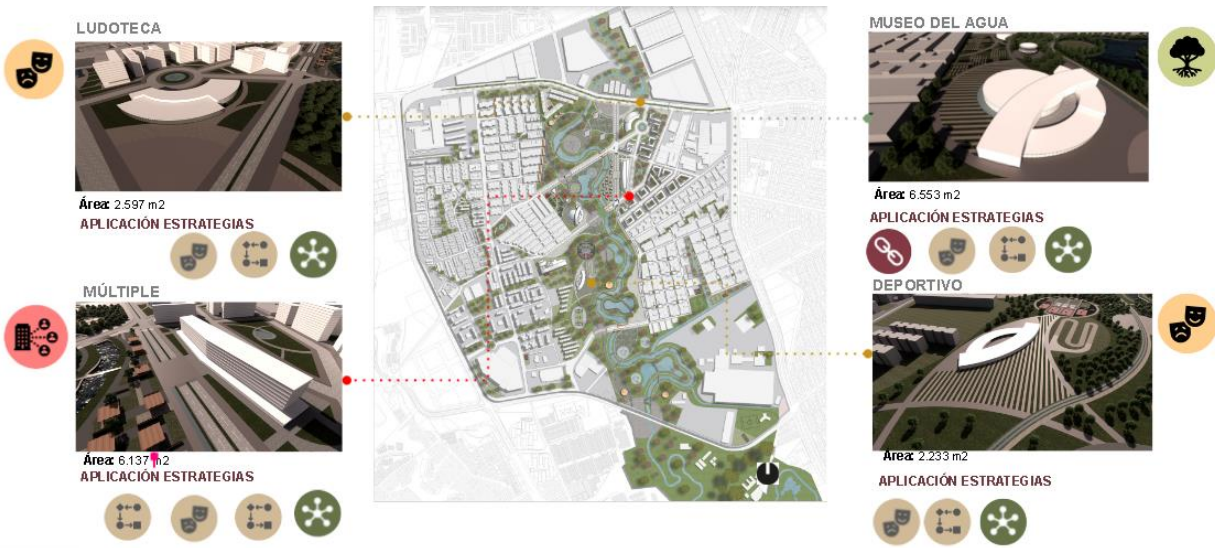 LUDOTECA
Área: 2.597 m2
APLICACIÓN ESTRATEGIAS
MÚLTIPLE
Área: 6.137 m2
APLICACIÓN ESTRATEGIAS
MUSEO DEL AGUA
Área: 6.553 m2
APLICACIÓN ESTRATEGIAS
DEPORTIVO
Área: 2.233 m2
APLICACIÓN ESTRATEGIAS